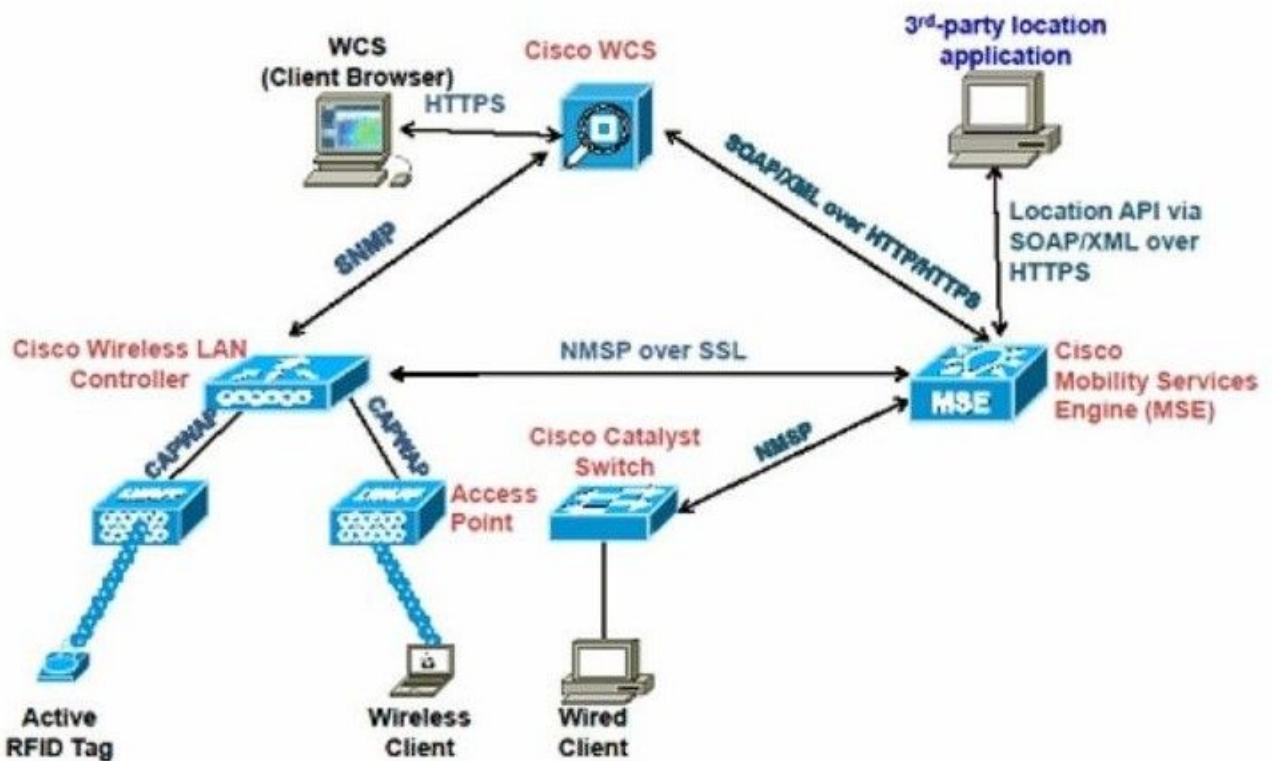 WCS
(Client Browser)
Cisco WCS
3rd-party location
application
HTTPS
SOAP/XML over HTTP/HTTPS
Location API via
SOAP/XML over
HTTPS
SNMP
Cisco Wireless LAN
Controller
NMSP over SSL
MSE
Cisco
Mobility Services
Engine (MSE)
CAPWAP
CAPWAP
Cisco Catalyst
Switch
NMSP
Access
Point
Active
RFID Tag
Wireless
Client
Wired
Client